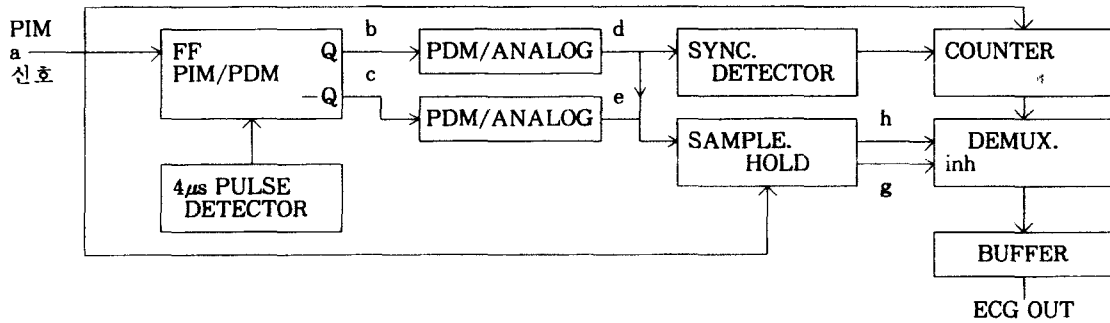 PIM
a
신호
FF
PIM/PDM
Q
—Q
b
c
PDM/ANALOG
PDM/ANALOG
d
e
SYNC.
DETECTOR
COUNTER
4μs PULSE
DETECTOR
SAMPLE.
HOLD
h
g
DEMUX.
inh
BUFFER
ECG OUT